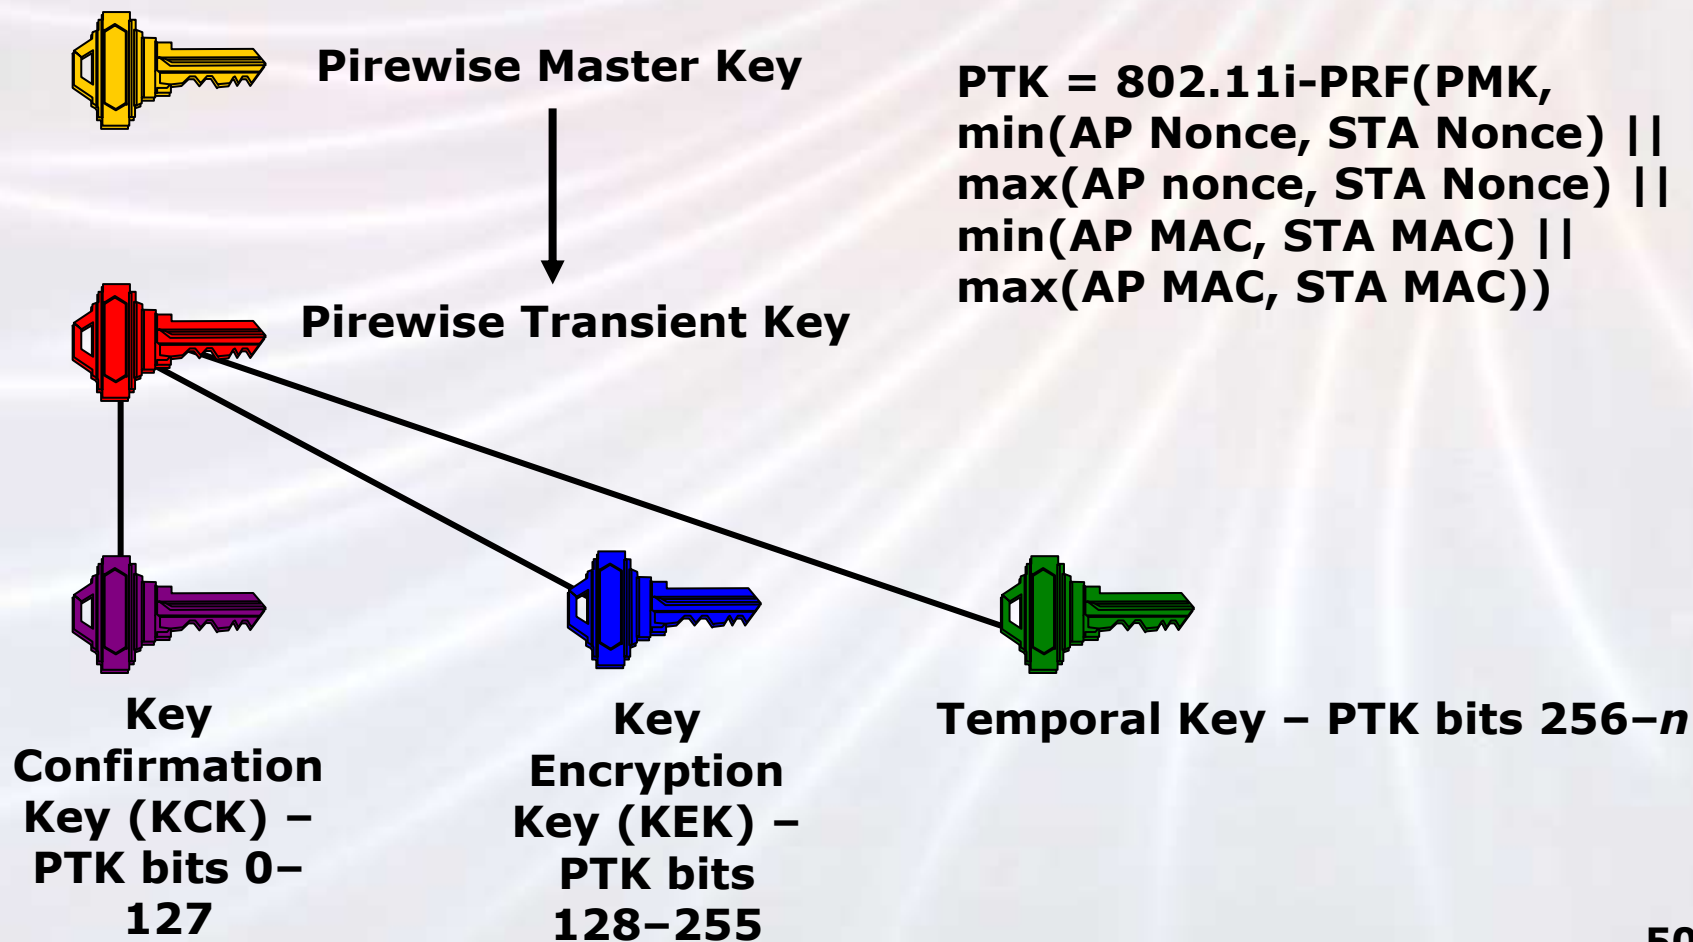 Pirewise Master Key
PTK = 802.11i-PRF(PMK,
min(AP Nonce, STA Nonce) ||
max(AP nonce, STA Nonce) ||
min(AP MAC, STA MAC) ||
max(AP MAC, STA MAC))
Pirewise Transient Key
Key
Confirmation
Key (KCK) –
PTK bits 0–
127
Key
Encryption
Key (KEK) –
PTK bits
128–255
Temporal Key – PTK bits 256–n
50